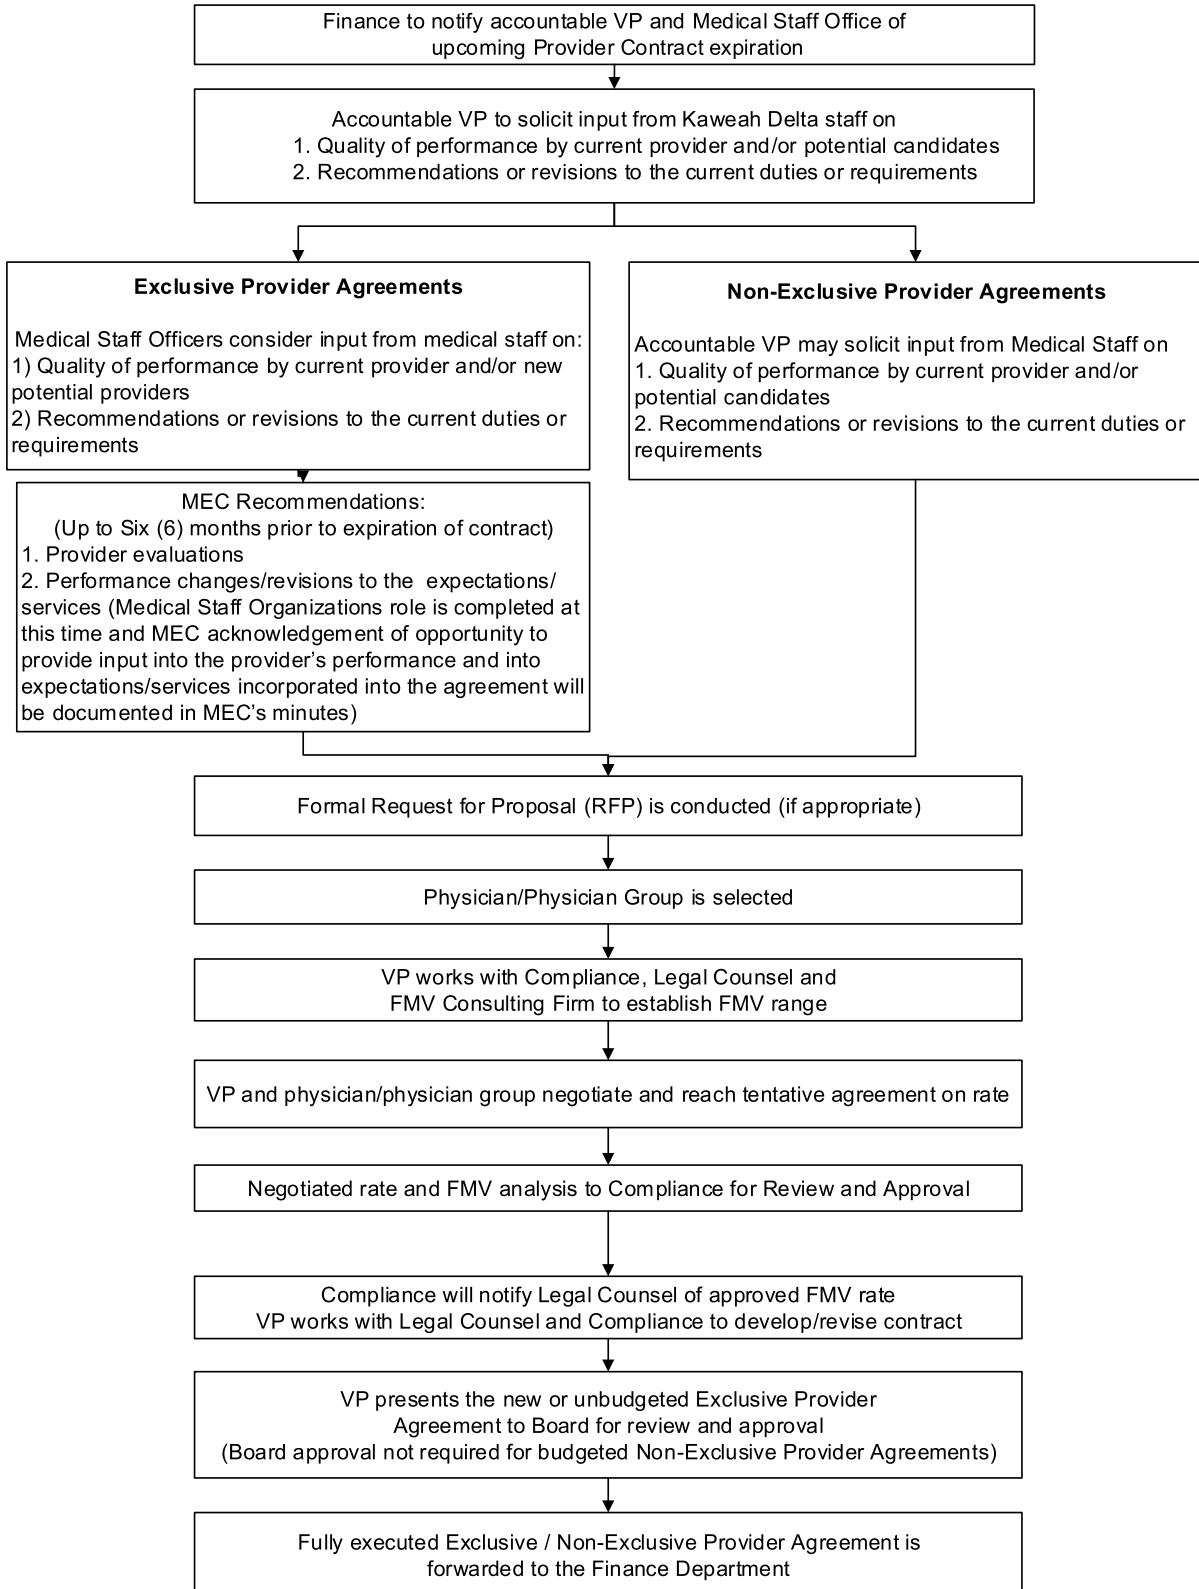 Finance to notify accountable VP and Medical Staff Office of
upcoming Provider Contract expiration
Accountable VP to solicit input from Kaweah Delta staff on
1. Quality of performance by current provider and/or potential candidates
2. Recommendations or revisions to the current duties or requirements
Exclusive Provider Agreements
Medical Staff Officers consider input from medical staff on:
1) Quality of performance by current provider and/or new
potential providers
2) Recommendations or revisions to the current duties or
requirements
Non-Exclusive Provider Agreements
Accountable VP may solicit input from Medical Staff on
1. Quality of performance by current provider and/or
potential candidates
2. Recommendations or revisions to the current duties or
requirements
MEC Recommendations:
(Up to Six (6) months prior to expiration of contract)
1. Provider evaluations
2. Performance changes/revisions to the  expectations/
services (Medical Staff Organizations role is completed at
this time and MEC acknowledgement of opportunity to
provide input into the provider’s performance and into
expectations/services incorporated into the agreement will
be documented in MEC’s minutes)
Formal Request for Proposal (RFP) is conducted (if appropriate)
Physician/Physician Group is selected
VP works with Compliance, Legal Counsel and
FMV Consulting Firm to establish FMV range
VP and physician/physician group negotiate and reach tentative agreement on rate
Negotiated rate and FMV analysis to Compliance for Review and Approval
Compliance will notify Legal Counsel of approved FMV rate
VP works with Legal Counsel and Compliance to develop/revise contract
VP presents the new or unbudgeted Exclusive Provider
Agreement to Board for review and approval
(Board approval not required for budgeted Non-Exclusive Provider Agreements)
Fully executed Exclusive / Non-Exclusive Provider Agreement is
forwarded to the Finance Department